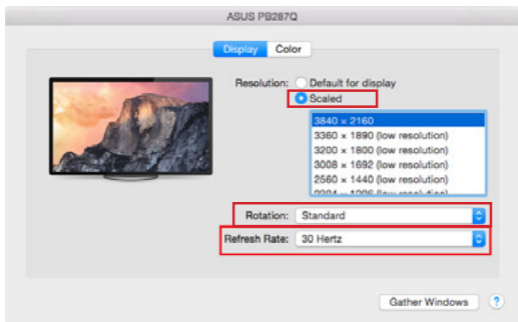 ASUS PB287Q
Display Color
Resolution: Default for display
Scaled
3840 × 2160
3360 × 1890 (low resolution)
3200 × 1800 (low resolution)
3008 × 1692 (low resolution)
2560 × 1440 (low resolution)
Rotation: Standard
Refresh Rate: 30 Hertz
Gather Windows ?